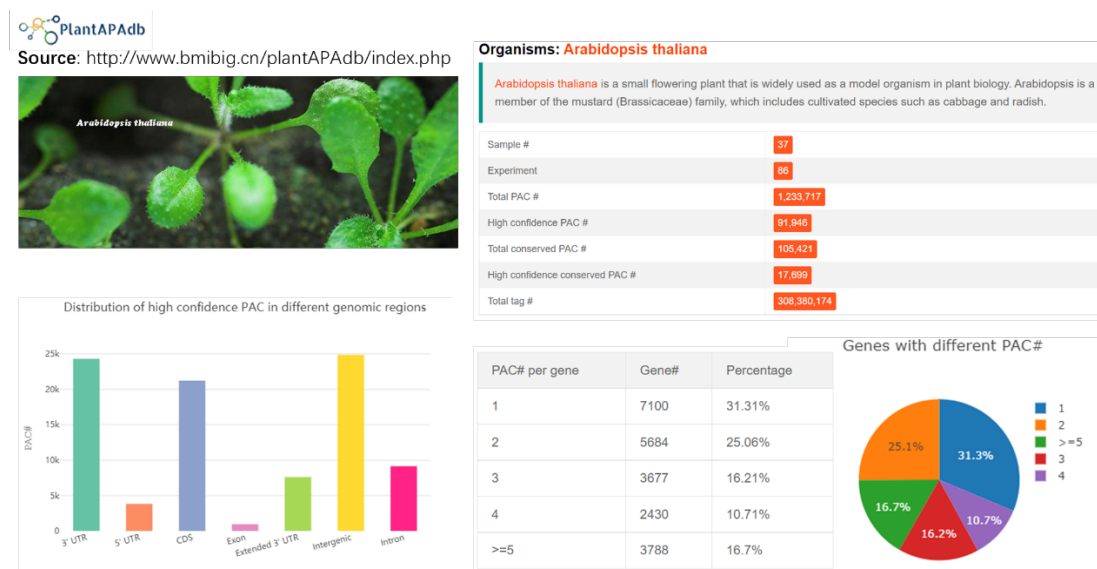 PlantAPAdb
Source: http://www.bmibig.cn/plantAPAdb/index.php
Arabidopsis thaliana
Organisms: Arabidopsis thaliana
Arabidopsis thaliana is a small flowering plant that is widely used as a model organism in plant biology. Arabidopsis is a
member of the mustard (Brassicaceae) family, which includes cultivated species such as cabbage and radish.
Sample # 37
Experiment 86
Total PAC # 1,233,717
High confidence PAC # 91,946
Total conserved PAC # 105,421
High confidence conserved PAC # 17,699
Total tag # 308,380,174
Distribution of high confidence PAC in different genomic regions
PAC#
25k
20k
15k
10k
5k
0
3' UTR 5' UTR CDS Exon Extended 3' UTR Intergenic Intron
PAC# per gene Gene# Percentage
1 7100 31.31%
2 5684 25.06%
3 3677 16.21%
4 2430 10.71%
>=5 3788 16.7%
Genes with different PAC#
25.1%
31.3%
16.7%
16.2%
10.7%
1
2
>=5
3
4